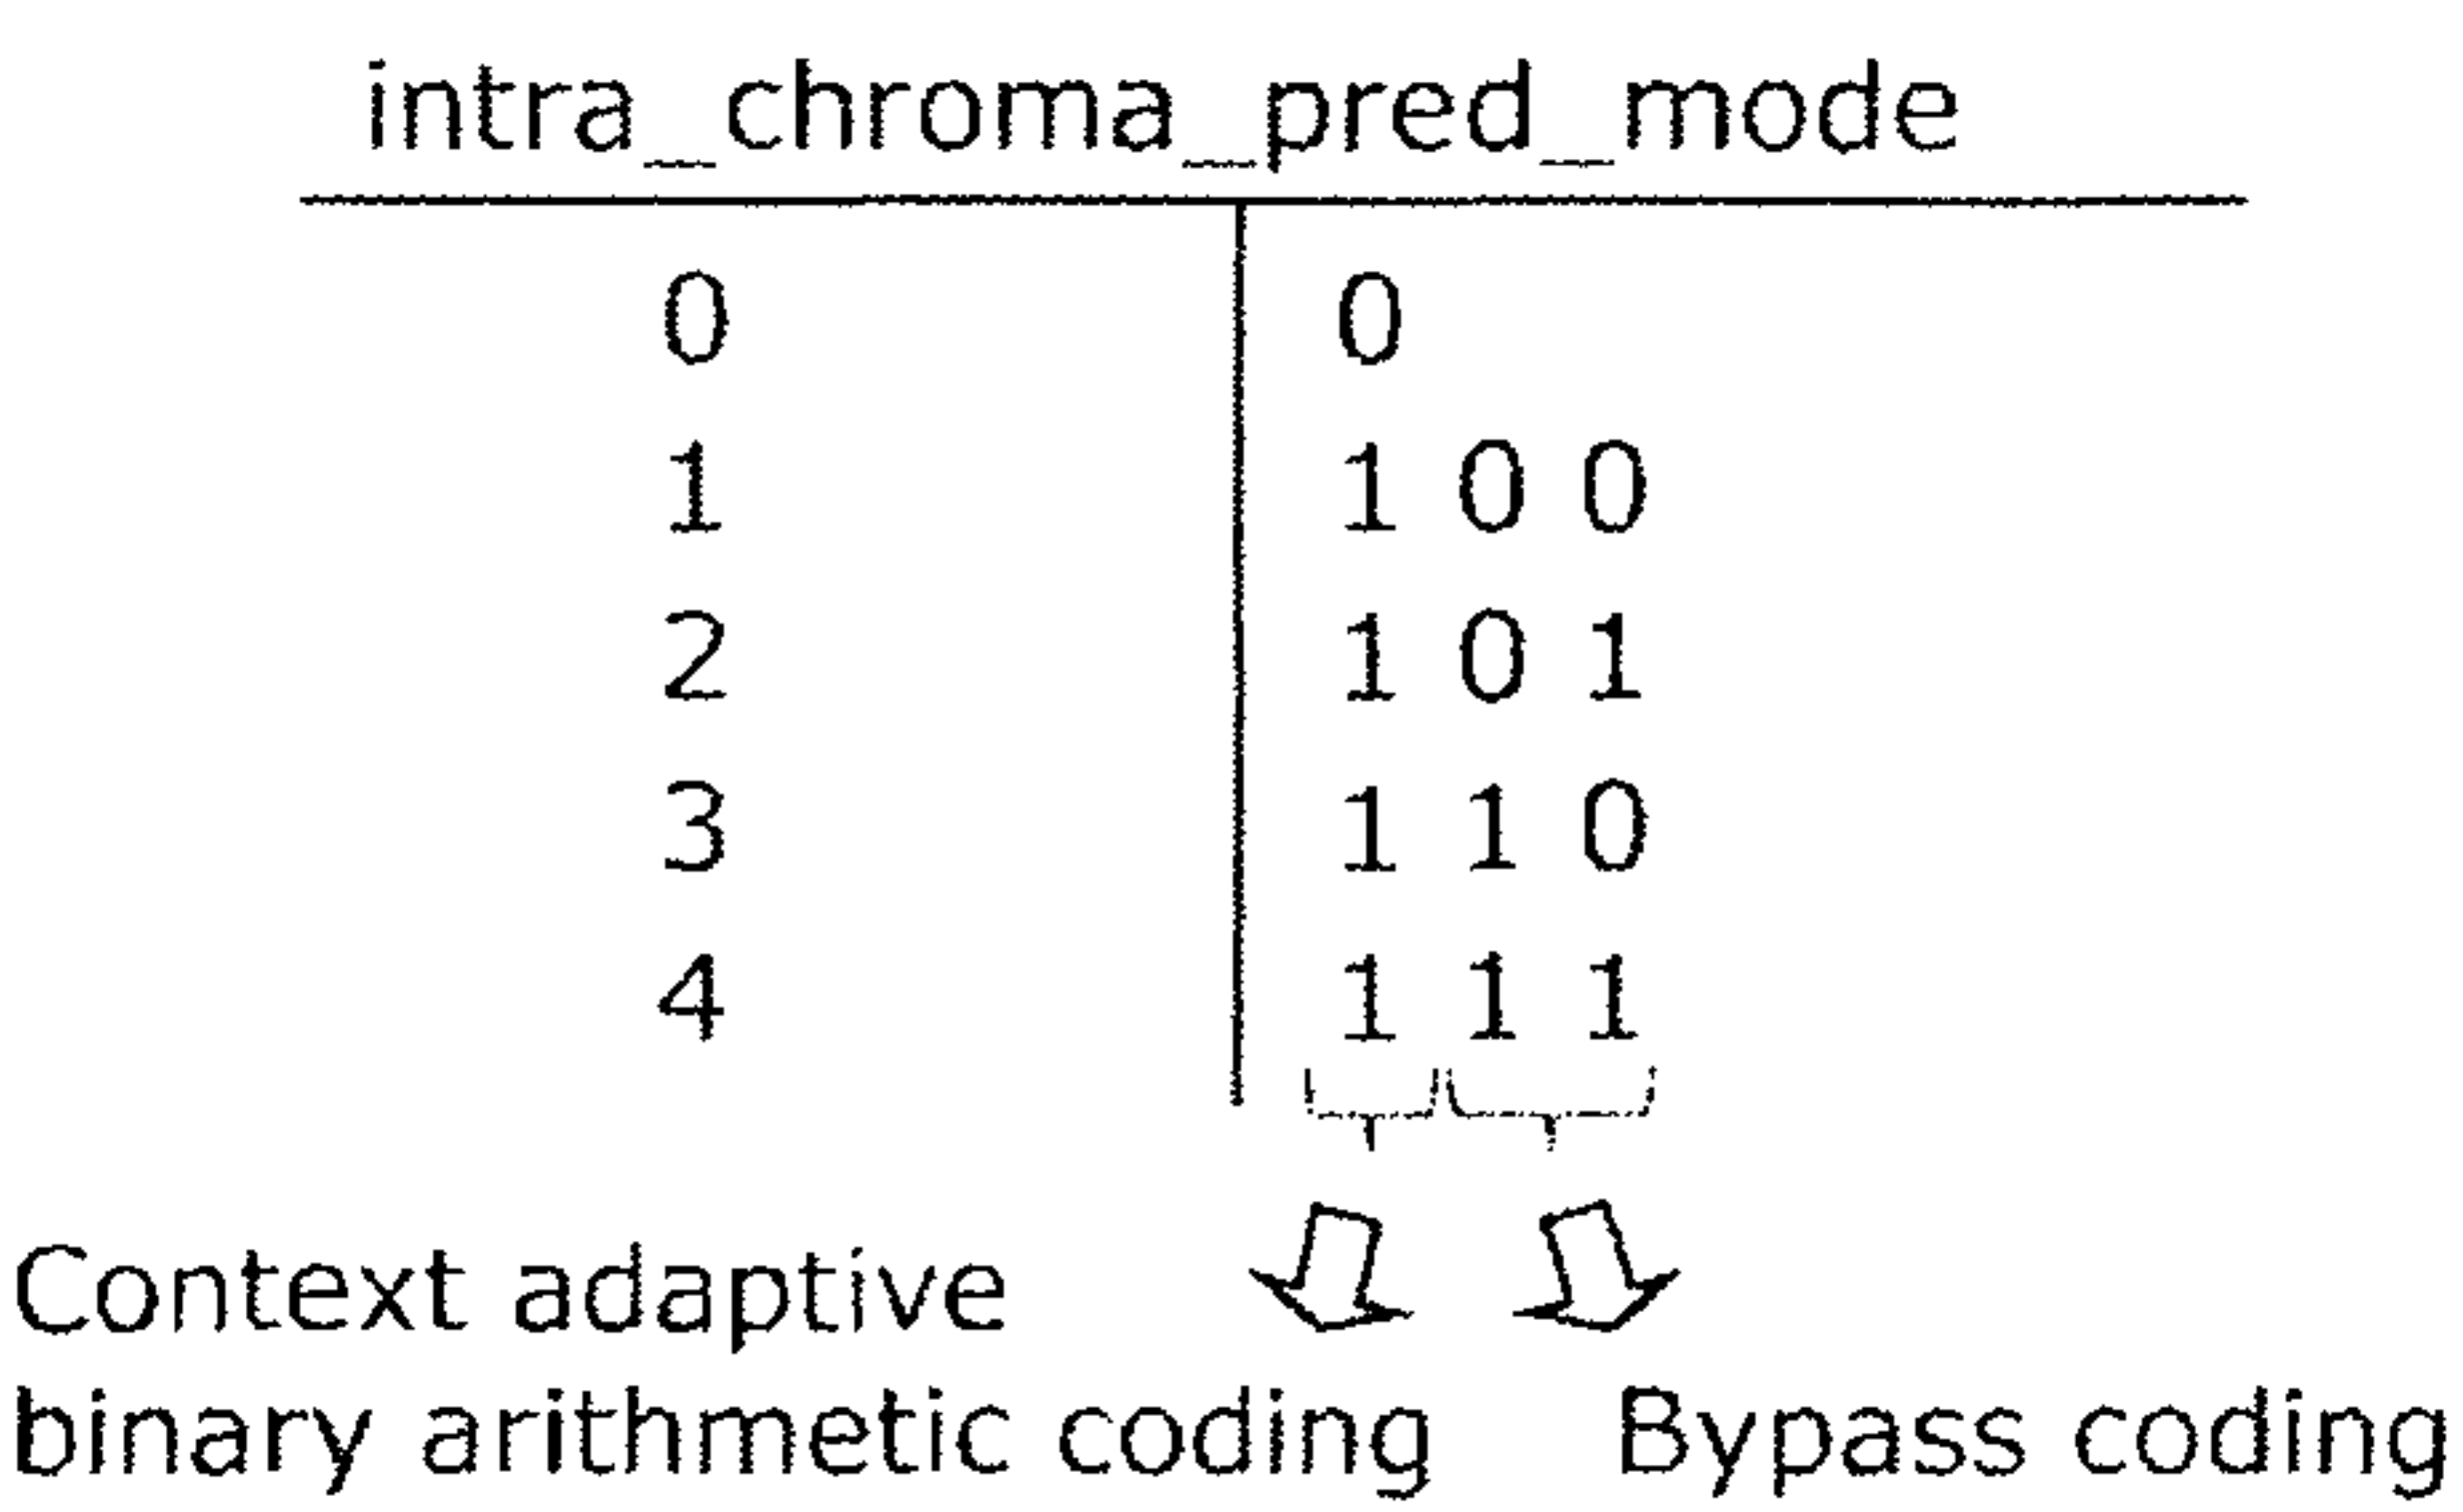 intra_chroma_pred_mode
0 0
1 1 0 0
2 1 0 1
3 1 1 0
4 1 1 1
Context adaptive
binary arithmetic coding Bypass coding